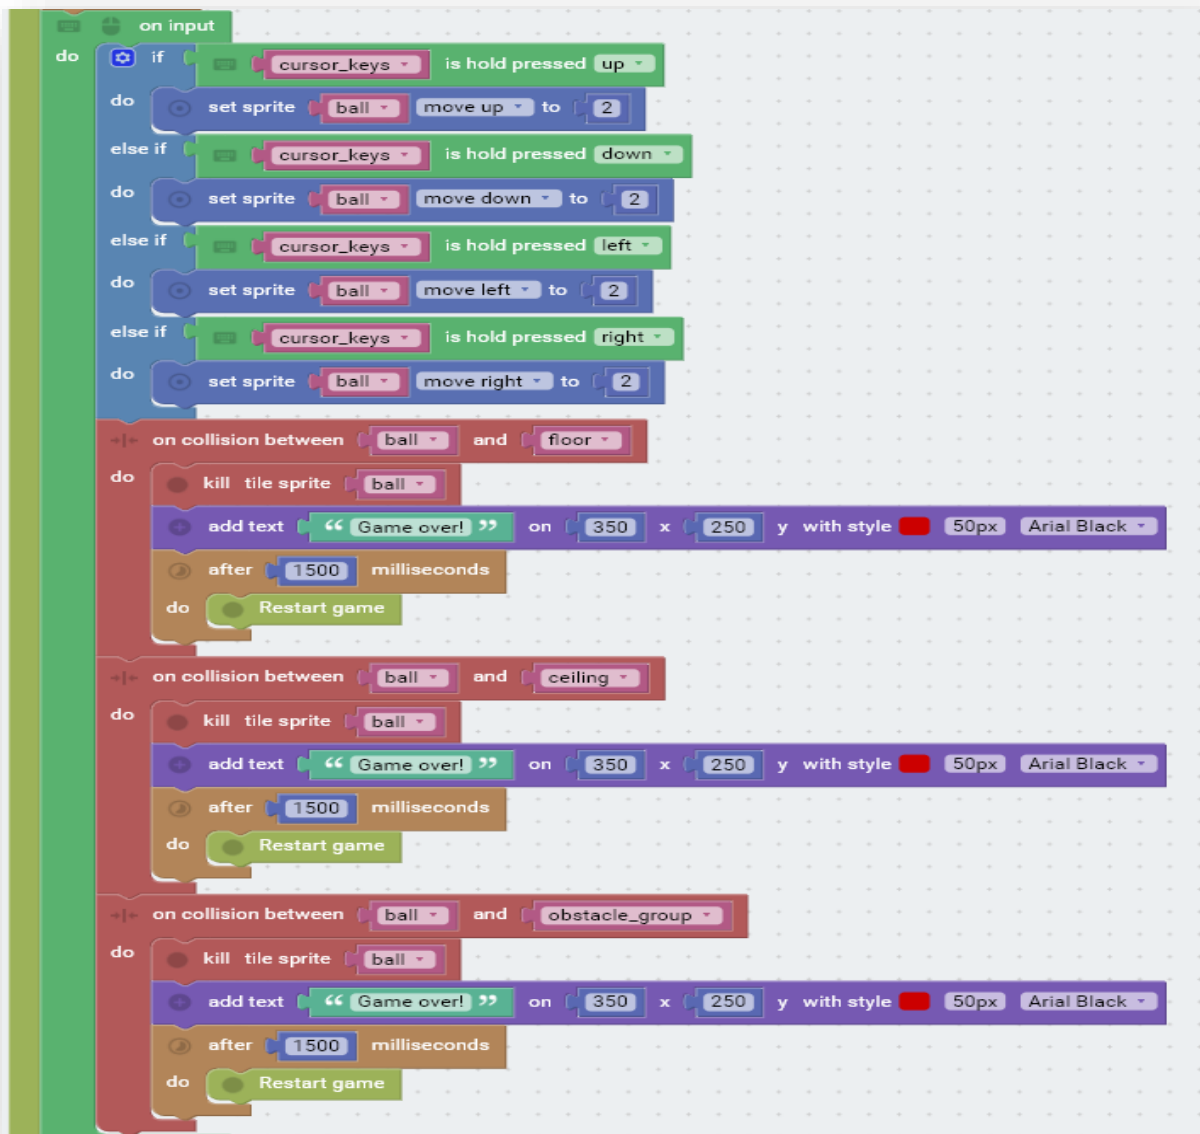 on input
do if cursor_keys is hold pressed up
do set sprite ball move up to 2
else if cursor_keys is hold pressed down
do set sprite ball move down to 2
else if cursor_keys is hold pressed left
do set sprite ball move left to 2
else if cursor_keys is hold pressed right
do set sprite ball move right to 2
on collision between ball and floor
do kill tile sprite ball
add text “ Game over! ” on 350 x 250 y with style 50px Arial Black
after 1500 milliseconds
do Restart game
on collision between ball and ceiling
do kill tile sprite ball
add text “ Game over! ” on 350 x 250 y with style 50px Arial Black
after 1500 milliseconds
do Restart game
on collision between ball and obstacle_group
do kill tile sprite ball
add text “ Game over! ” on 350 x 250 y with style 50px Arial Black
after 1500 milliseconds
do Restart game